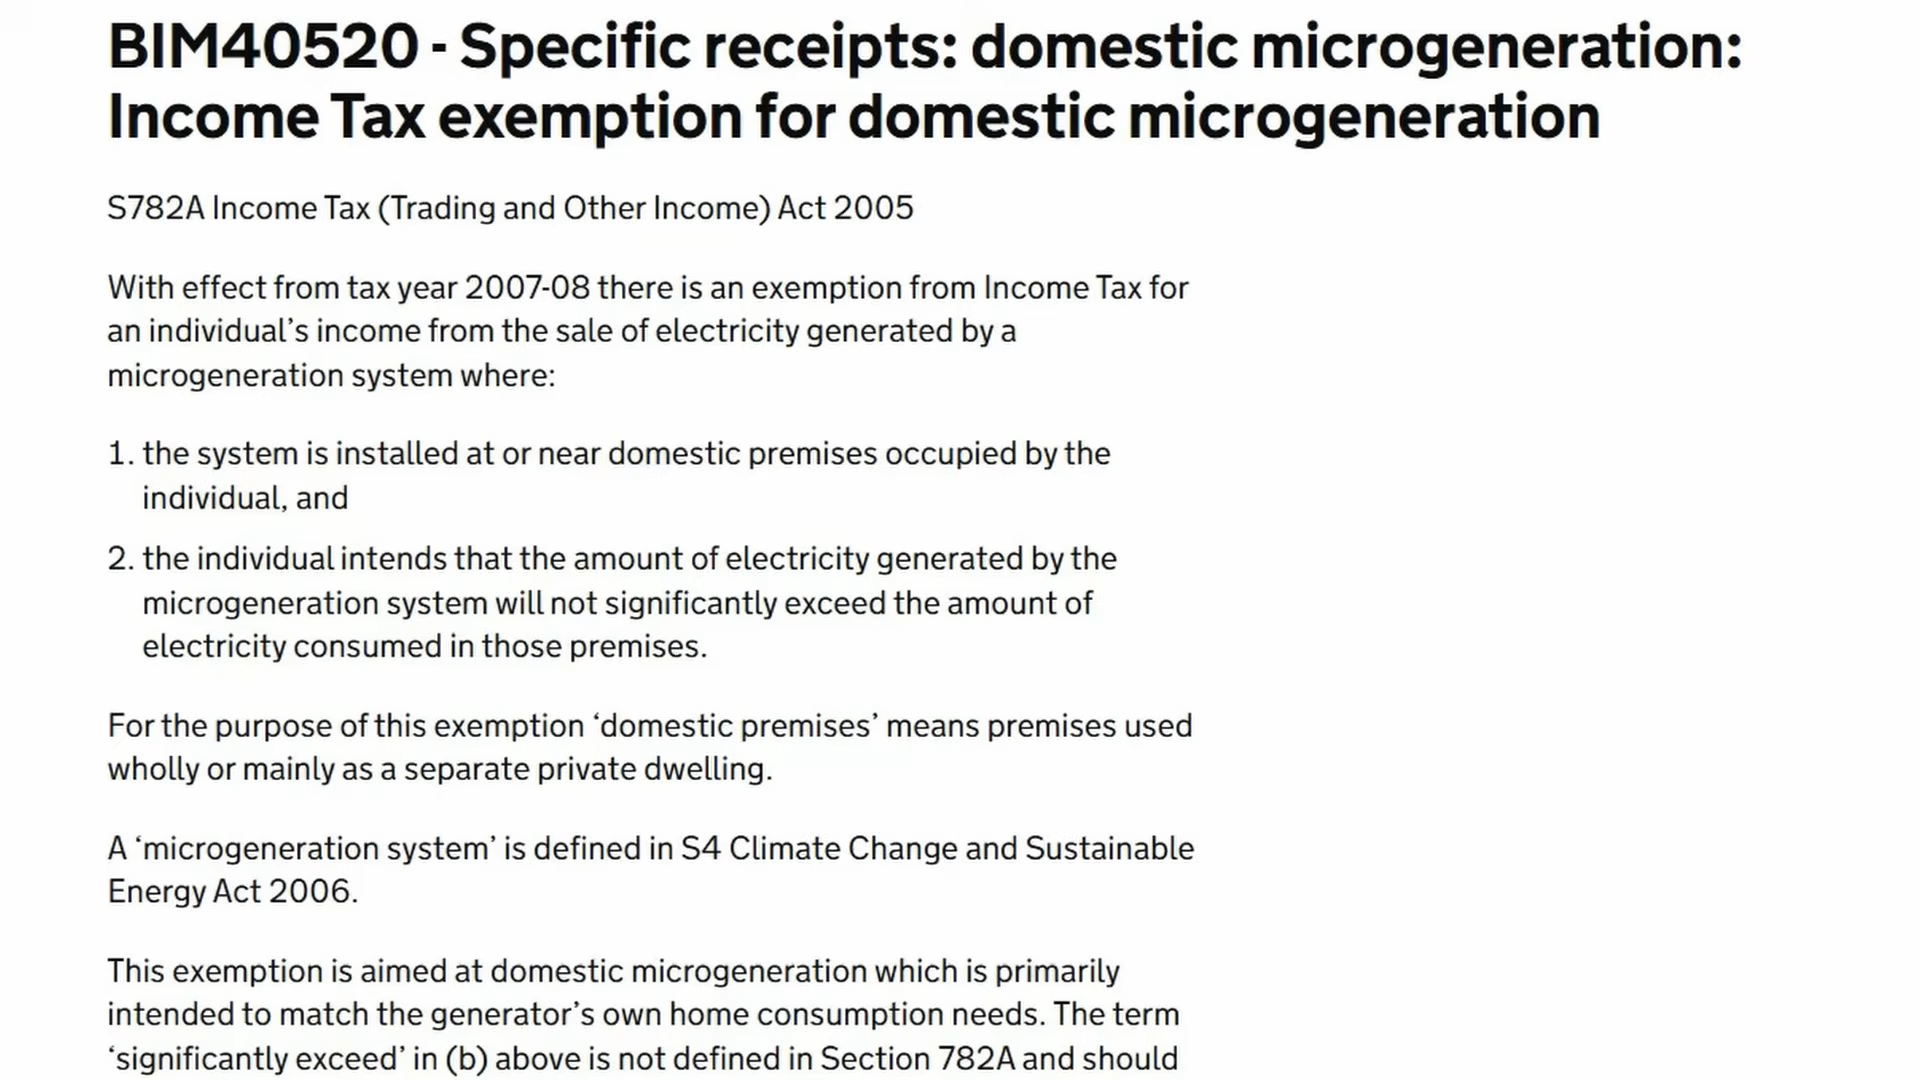 BIM40520 - Specific receipts: domestic microgeneration:
Income Tax exemption for domestic microgeneration
S782A Income Tax (Trading and Other Income) Act 2005
With effect from tax year 2007-08 there is an exemption from Income Tax for
an individual’s income from the sale of electricity generated by a
microgeneration system where:
1. the system is installed at or near domestic premises occupied by the
individual, and
2. the individual intends that the amount of electricity generated by the
microgeneration system will not significantly exceed the amount of
electricity consumed in those premises.
For the purpose of this exemption ‘domestic premises’ means premises used
wholly or mainly as a separate private dwelling.
A ‘microgeneration system’ is defined in S4 Climate Change and Sustainable
Energy Act 2006.
This exemption is aimed at domestic microgeneration which is primarily
intended to match the generator’s own home consumption needs. The term
‘significantly exceed’ in (b) above is not defined in Section 782A and should